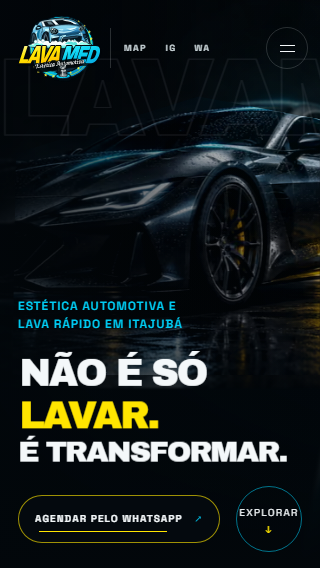 LAVA MED
Estética Automotiva
MAP IG WA
LAVAM
ESTÉTICA AUTOMOTIVA E
LAVA RÁPIDO EM ITAJUBÁ
NÃO É SÓ
LAVAR.
É TRANSFORMAR.
AGENDAR PELO WHATSAPP ↗
EXPLORAR
↓